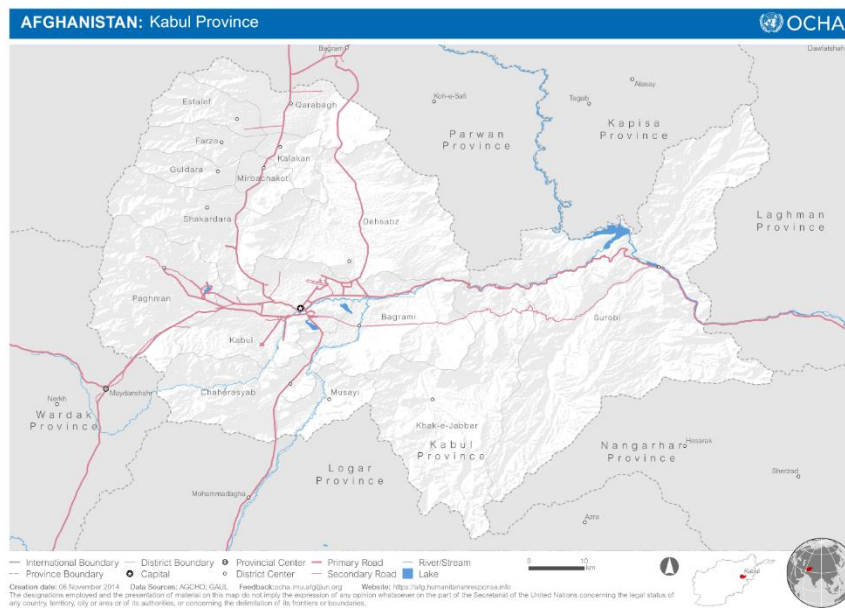 AFGHANISTAN: Kabul Province
OCHA
Bagram
Dawlatshah
Alasay
Koh-e-Safi
Tagab
Estalef
Qarabagh
Parwan
Province
Kapisa
Province
Farza
Kalakan
Guldara
Mirbachakot
Shakardara
Dehsabz
Laghman
Province
Paghman
Bagrami
Surobi
Kabul
Maydanshahr
Chaharasyab
Musayi
Nerkh
Wardak
Province
Khak-e-Jabbar
Kabul
Province
Nangarhar
Province
Hesarak
Logar
Province
Sherzad
Mohammadagha
Azra
International Boundary
District Boundary
Provincial Center
Primary Road
River/Stream
0
10
km
Province Boundary
Capital
District Center
Secondary Road
Lake
Kabul
Creation date: 06 November 2014 Data Sources: AGCHO; GAUL Feedback: ocha.imu.afg@un.org Website: https://afg.humanitarianresponse.info
The designations employed and the presentation of material on this map do not imply the expression of any opinion whatsoever on the part of the Secretariat of the United Nations concerning the legal status of
any country, territory, city or area or of its authorities, or concerning the delimitation of its frontiers or boundaries.